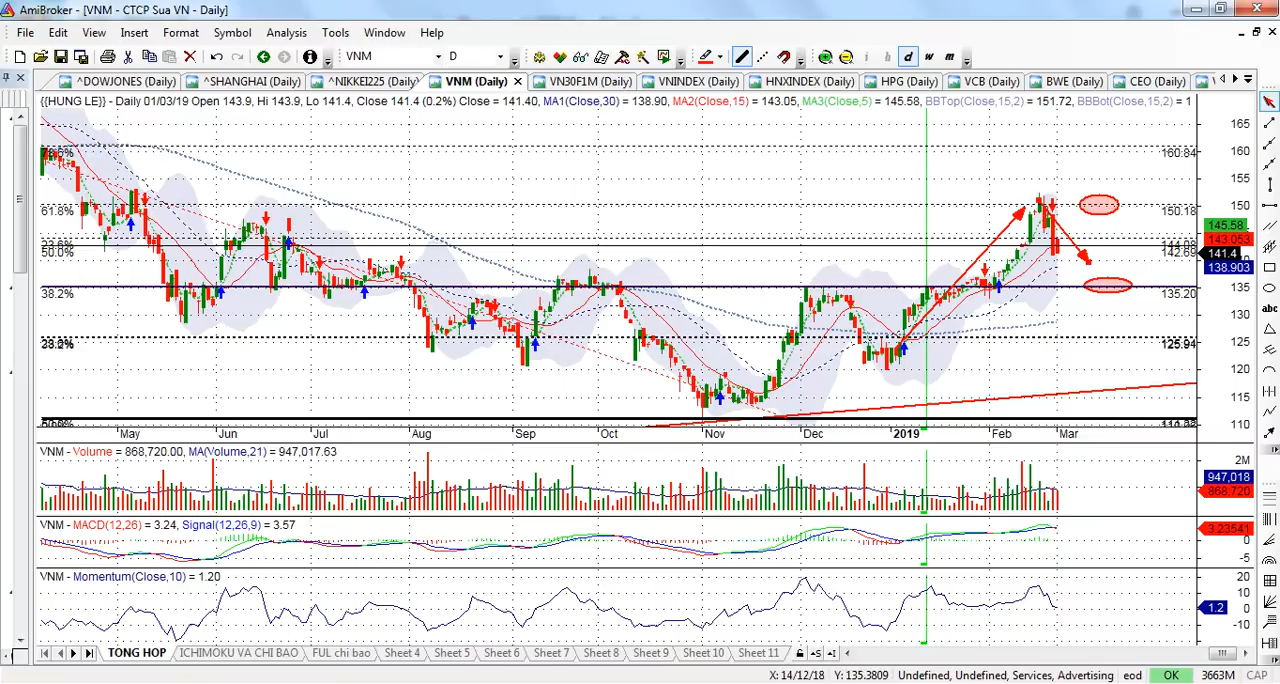 AmiBroker - [VNM - CTCP Sua VN - Daily]
File Edit View Insert Format Symbol Analysis Tools Window Help
VNM D h d w m
^DOWJONES (Daily) ^SHANGHAI (Daily) ^NIKKEI225 (Daily) VNM (Daily) VN30F1M (Daily) VNINDEX (Daily) HNXINDEX (Daily) HPG (Daily) VCB (Daily) BWE (Daily) CEO (Daily)
{{HUNG LE}} - Daily 01/03/19 Open 143.9, Hi 143.9, Lo 141.4, Close 141.4 (0.2%) Close = 141.40, MA1(Close,30) = 138.90, MA2(Close,15) = 143.05, MA3(Close,5) = 145.58, BBTop(Close,15,2) = 151.72, BBBot(Close,15,2) = 1
165
160
160.84
155
150
61.8%
150.18
145.58
143.053
23.6%
50.0%
142.69
141.4
138.903
135
38.2%
135.20
130
125
125.94
120
115
110
May Jun Jul Aug Sep Oct Nov Dec 2019 Feb Mar
VNM - Volume = 868,720.00, MA(Volume,21) = 947,017.63
2M
947,018
868,720
VNM - MACD(12,26) = 3.24, Signal(12,26,9) = 3.57
3.23541
0
-5
VNM - Momentum(Close,10) = 1.20
20
10
1.2
0
-10
TONG HOP ICHIMOKU VA CHI BAO FUL chi bao Sheet 4 Sheet 5 Sheet 6 Sheet 7 Sheet 8 Sheet 9 Sheet 10 Sheet 11
X: 14/12/18 Y: 135.3809 Undefined, Undefined, Services, Advertising eod OK 3663M CAP
abc